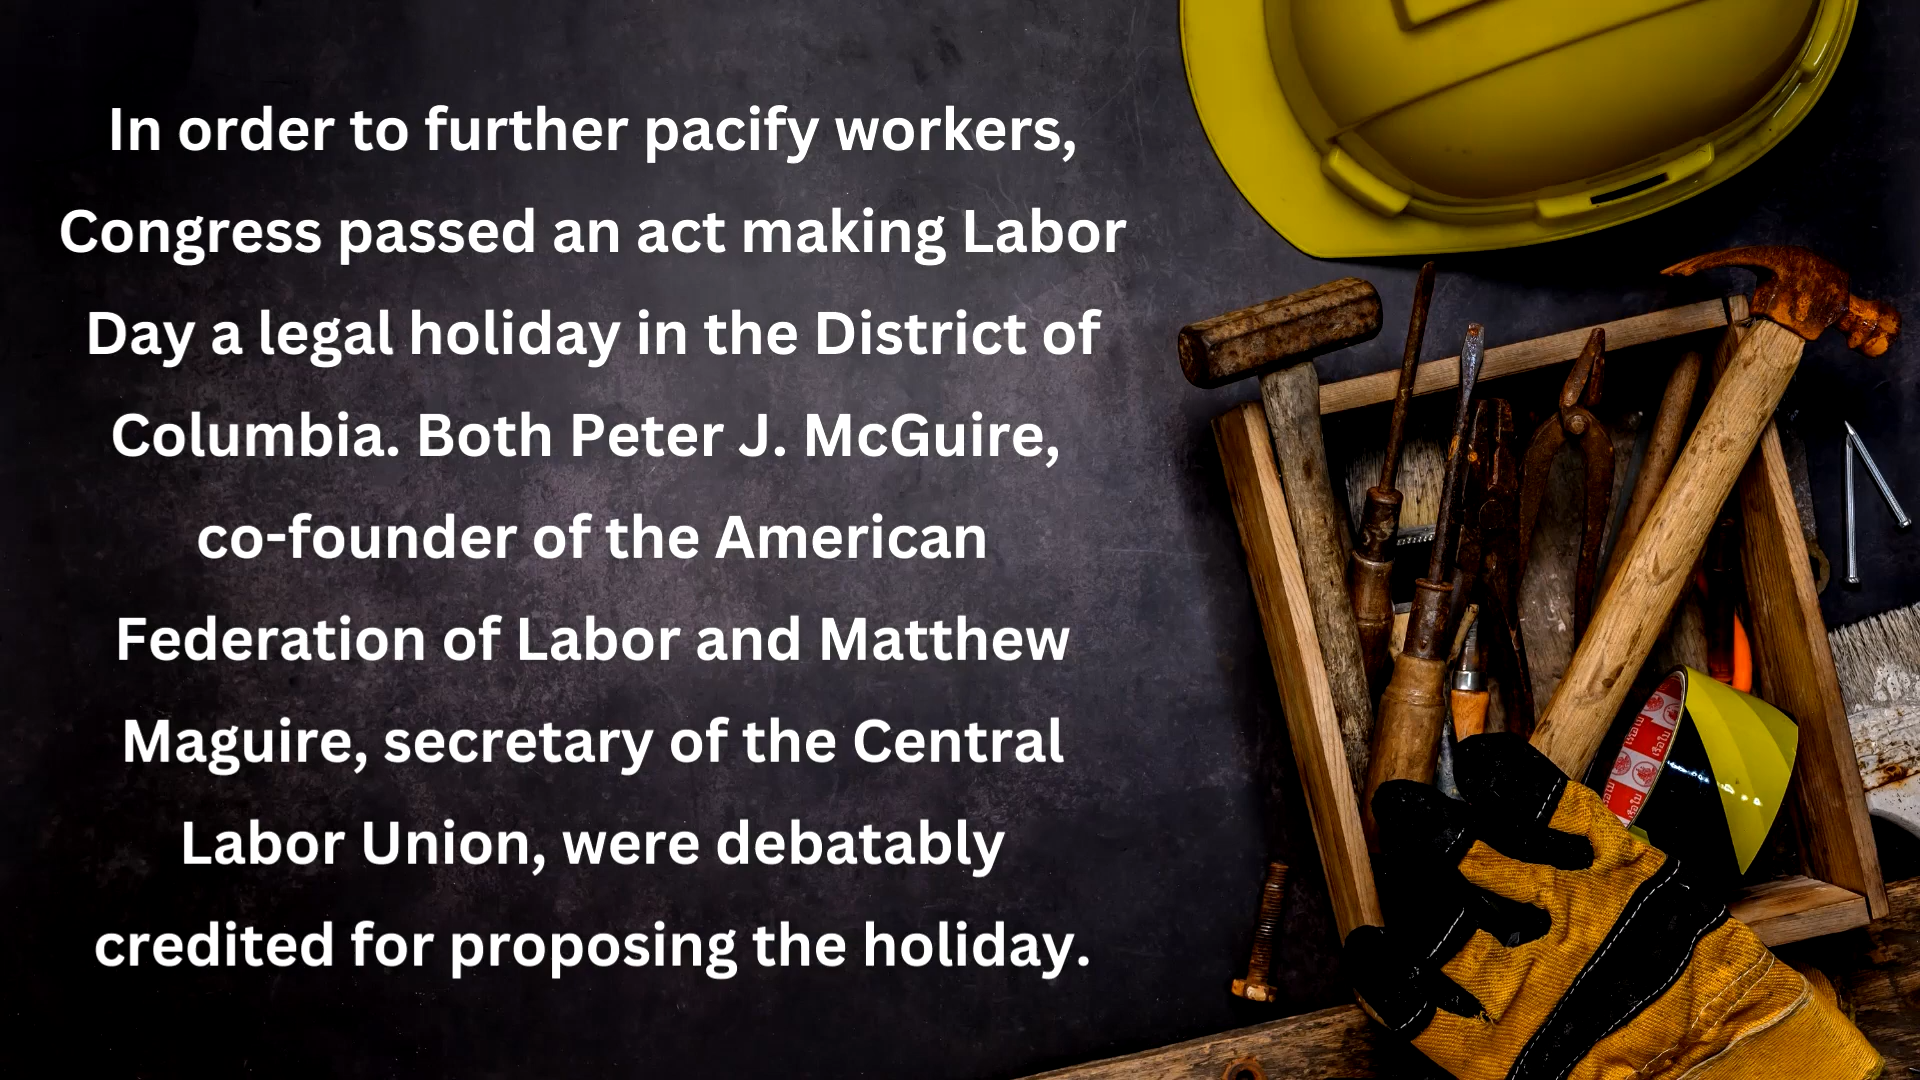 In order to further pacify workers,
Congress passed an act making Labor
Day a legal holiday in the District of
Columbia. Both Peter J. McGuire,
co-founder of the American
Federation of Labor and Matthew
Maguire, secretary of the Central
Labor Union, were debatably
credited for proposing the holiday.